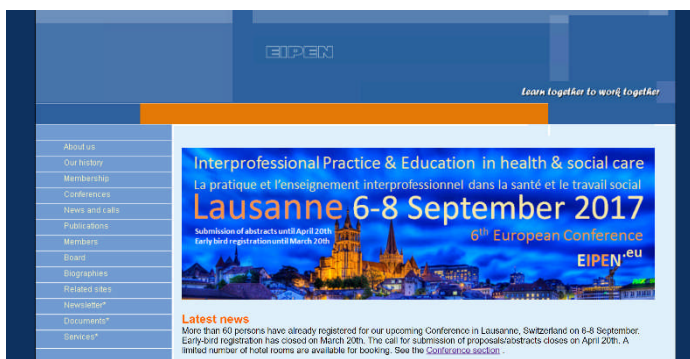 EIPEN
Learn together to work together
About us
Our history
Membership
Conferences
News and calls
Publications
Members
Board
Biographies
Related sites
Newsletter*
Documents*
Services*
Interprofessional Practice & Education in health & social care
La pratique et l'enseignement interprofessionnel dans la santé et le travail social
Lausanne 6-8 September 2017
Submission of abstracts until April 20th
Early bird registration until March 20th
6th European Conference
EIPEN.eu
Latest news
More than 60 persons have already registered for our upcoming Conference in Lausanne, Switzerland on 6-8 September.
Early-bird registration has closed on March 20th. The call for submission of proposals/abstracts closes on April 20th. A
limited number of hotel rooms are available for booking. See the Conference section .